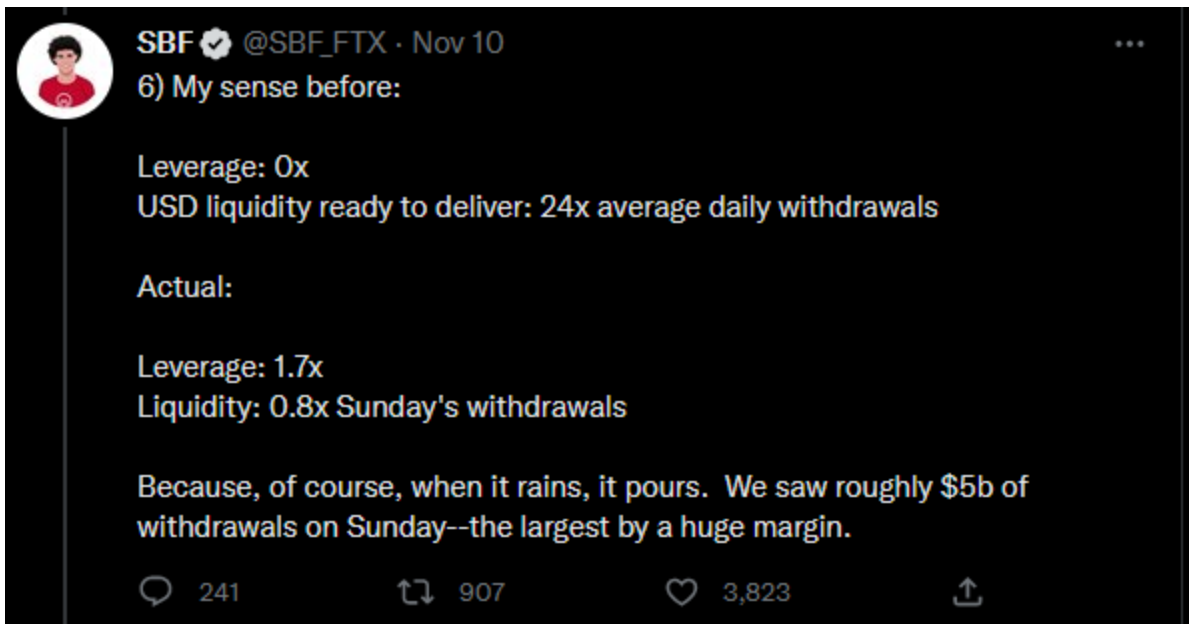 SBF @SBF_FTX · Nov 10
6) My sense before:
Leverage: 0x
USD liquidity ready to deliver: 24x average daily withdrawals
Actual:
Leverage: 1.7x
Liquidity: 0.8x Sunday's withdrawals
Because, of course, when it rains, it pours.  We saw roughly $5b of
withdrawals on Sunday--the largest by a huge margin.
241 907 3,823